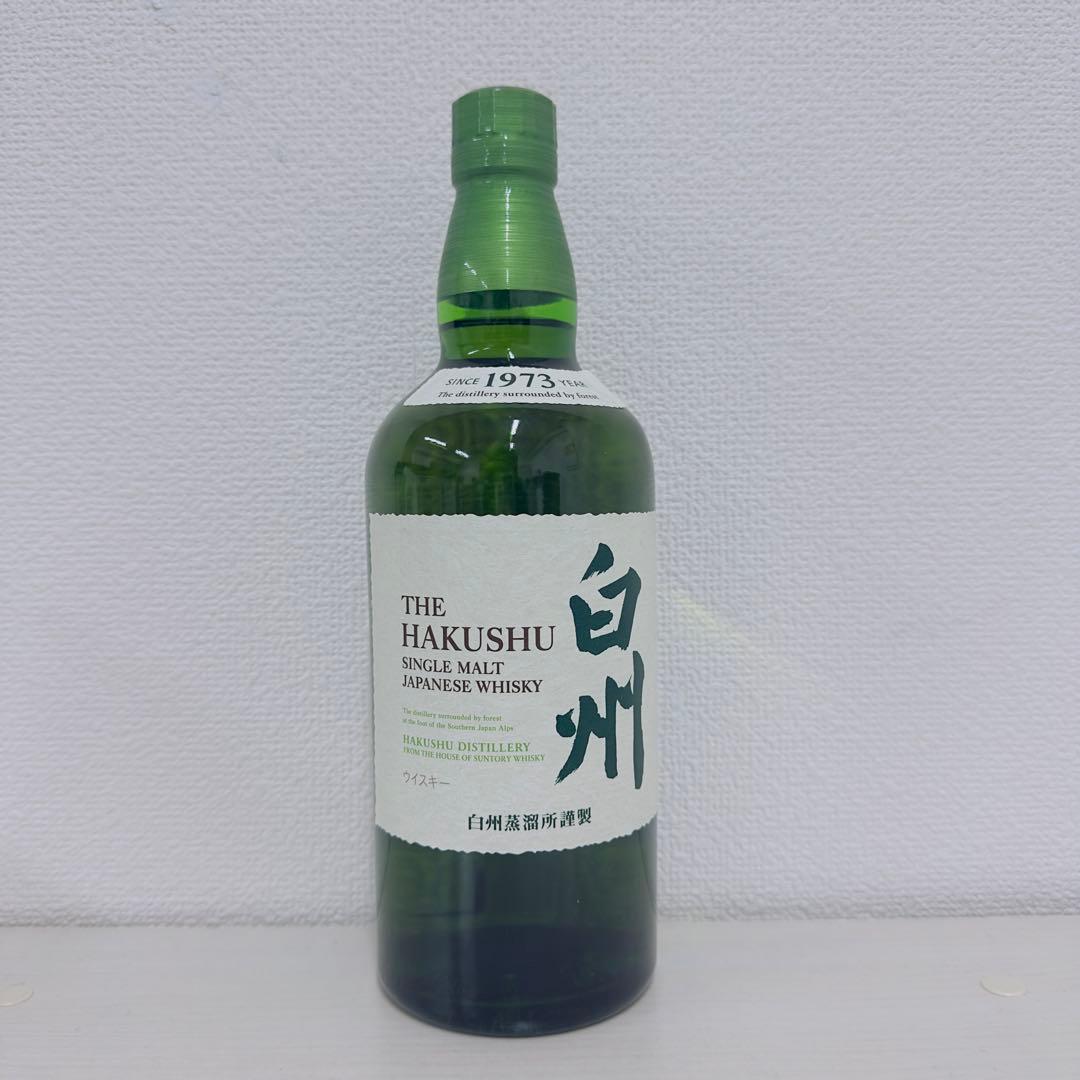 SINCE 1973 YEAR
The distillery surrounded by forest
THE
HAKUSHU
SINGLE MALT
JAPANESE WHISKY
白州
The distillery surrounded by forest
at the foot of the Southern Japan Alps
HAKUSHU DISTILLERY
FROM THE HOUSE OF SUNTORY WHISKY
ウイスキー
白州蒸溜所謹製